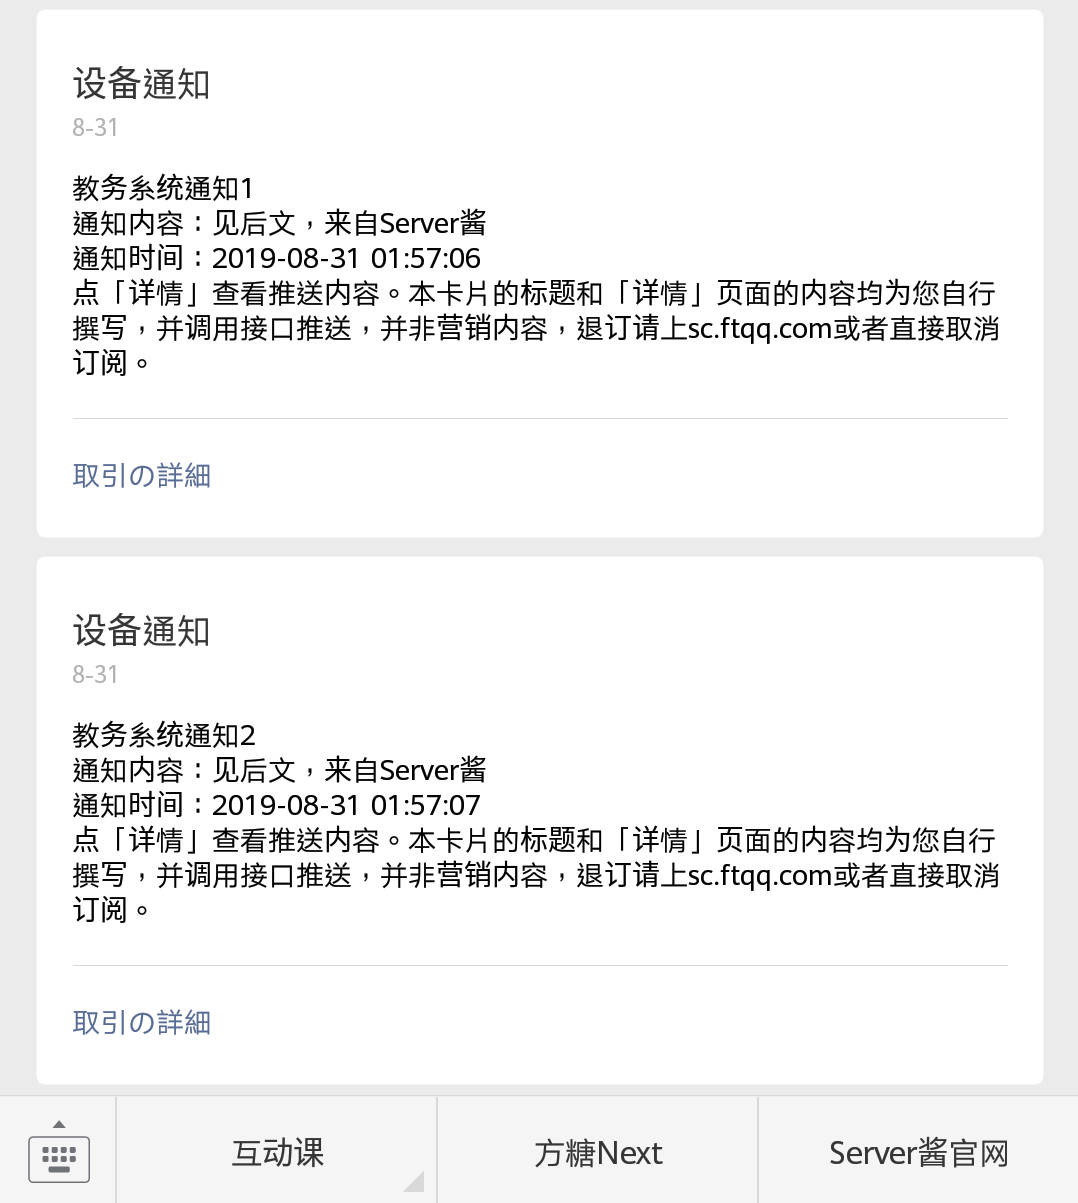 设备通知
8-31
教务系统通知1
通知内容：见后文，来自Server酱
通知时间：2019-08-31 01:57:06
点「详情」查看推送内容。本卡片的标题和「详情」页面的内容均为您自行
撰写，并调用接口推送，并非营销内容，退订请上sc.ftqq.com或者直接取消
订阅。
取引の詳細
设备通知
8-31
教务系统通知2
通知内容：见后文，来自Server酱
通知时间：2019-08-31 01:57:07
点「详情」查看推送内容。本卡片的标题和「详情」页面的内容均为您自行
撰写，并调用接口推送，并非营销内容，退订请上sc.ftqq.com或者直接取消
订阅。
取引の詳細
互动课
方糖Next
Server酱官网